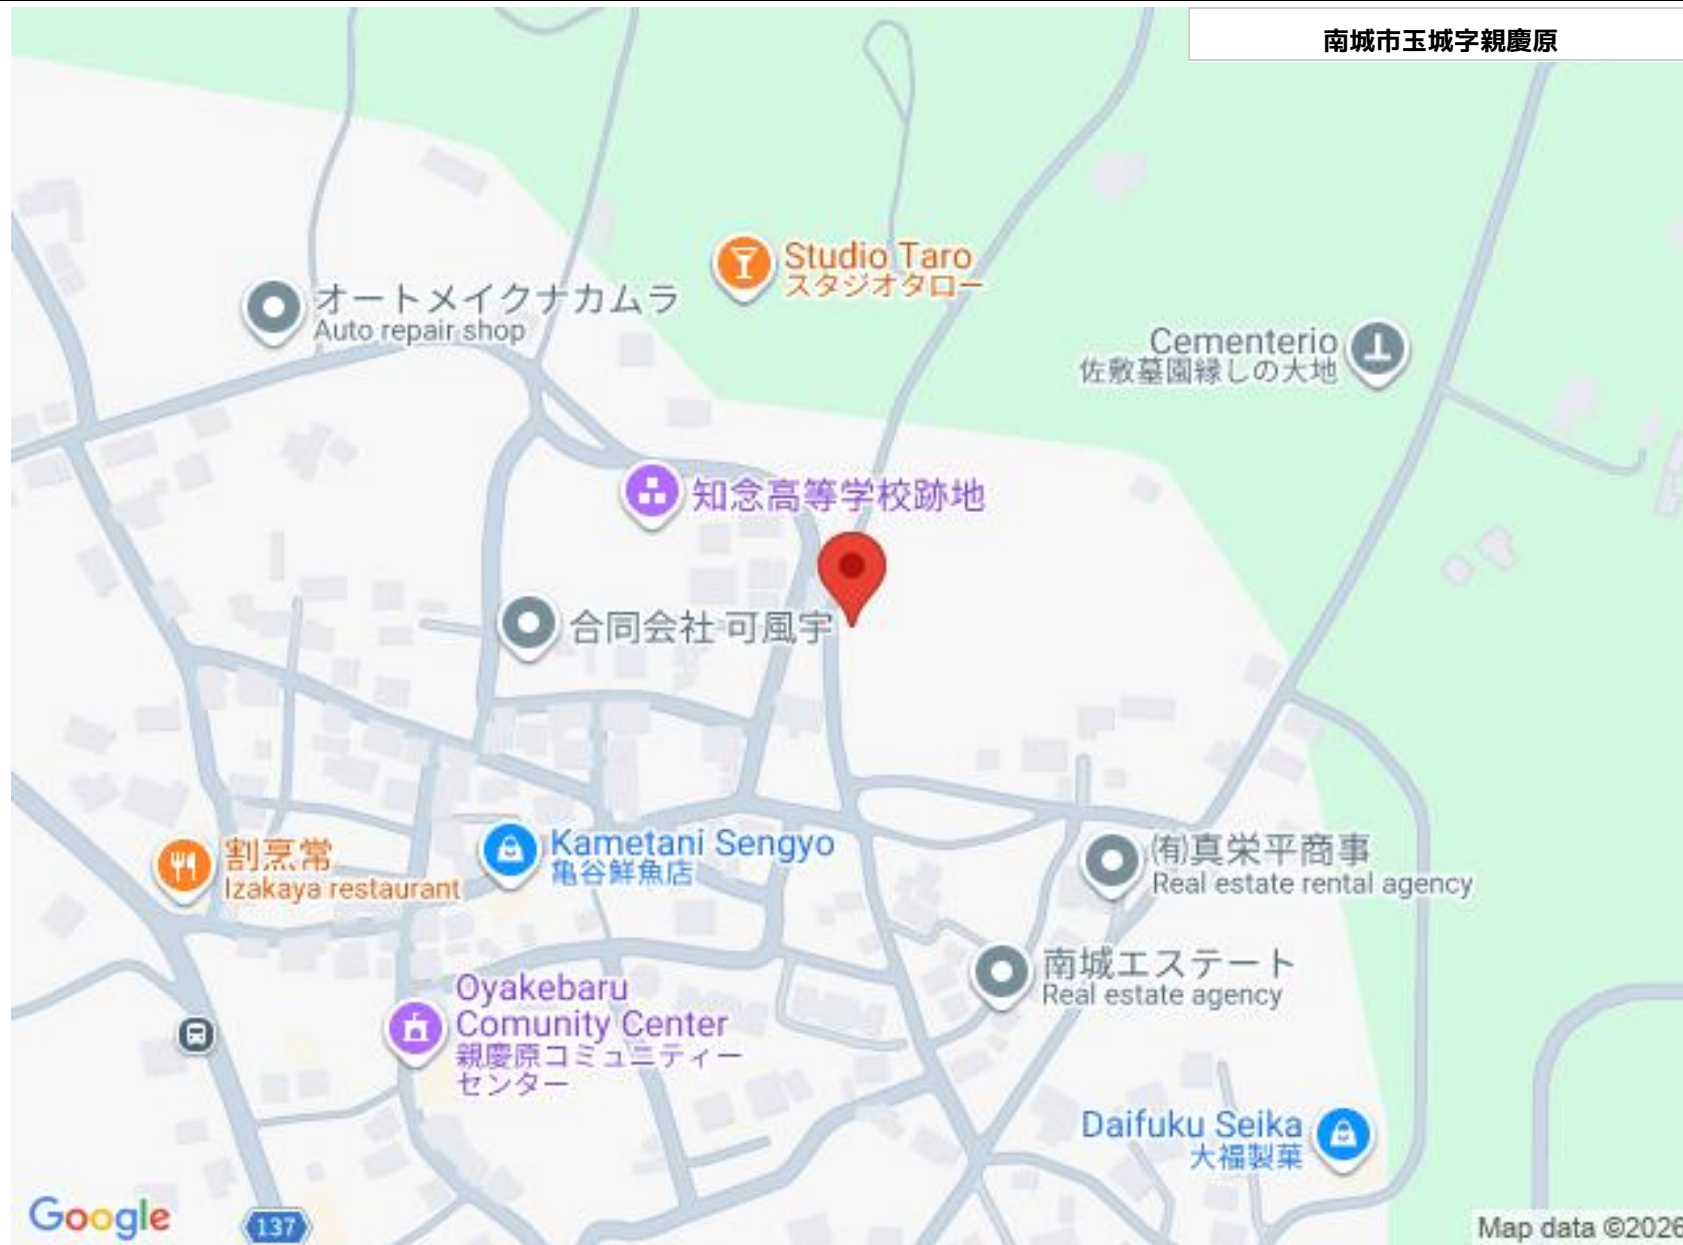 南城市玉城字親慶原
Studio Taro
スタジオタロー
オートメイクナカムラ
Auto repair shop
Cementerio
佐敷墓園縁しの大地
知念高等学校跡地
合同会社 可風宇
Kametani Sengyo
亀谷鮮魚店
割烹常
Izakaya restaurant
㈲真栄平商事
Real estate rental agency
南城エステート
Real estate agency
Oyakebaru
Comunity Center
親慶原コミュニティー
センター
Daifuku Seika
大福製菓
Google
137
Map data ©2026